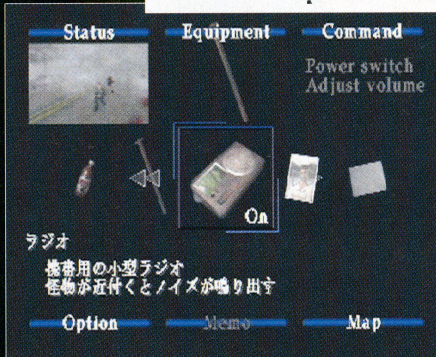 Status Equipment Command
Power switch
Adjust volume
On
ラジオ
携帯用の小型ラジオ
怪物が近付くとノイズが鳴り出す
Option Memo Map